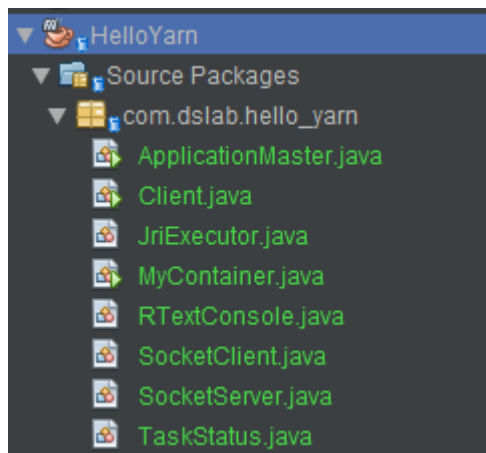 HelloYarn
Source Packages
com.dslab.hello_yarn
ApplicationMaster.java
Client.java
JriExecutor.java
MyContainer.java
RTextConsole.java
SocketClient.java
SocketServer.java
TaskStatus.java